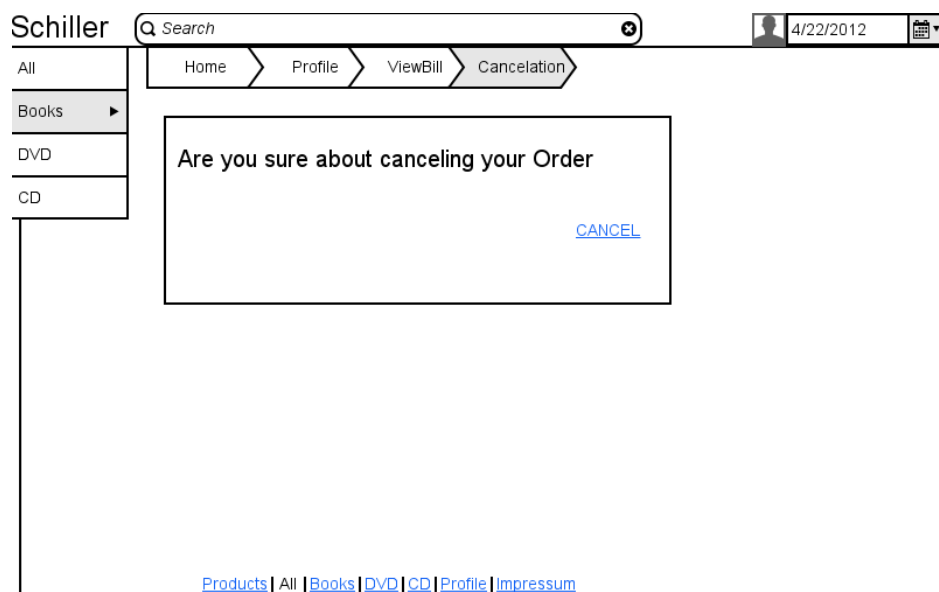 Schiller
Search
4/22/2012
All
Books
DVD
CD
Home Profile ViewBill Cancelation
Are you sure about canceling your Order
CANCEL
Products | All | Books | DVD | CD | Profile | Impressum